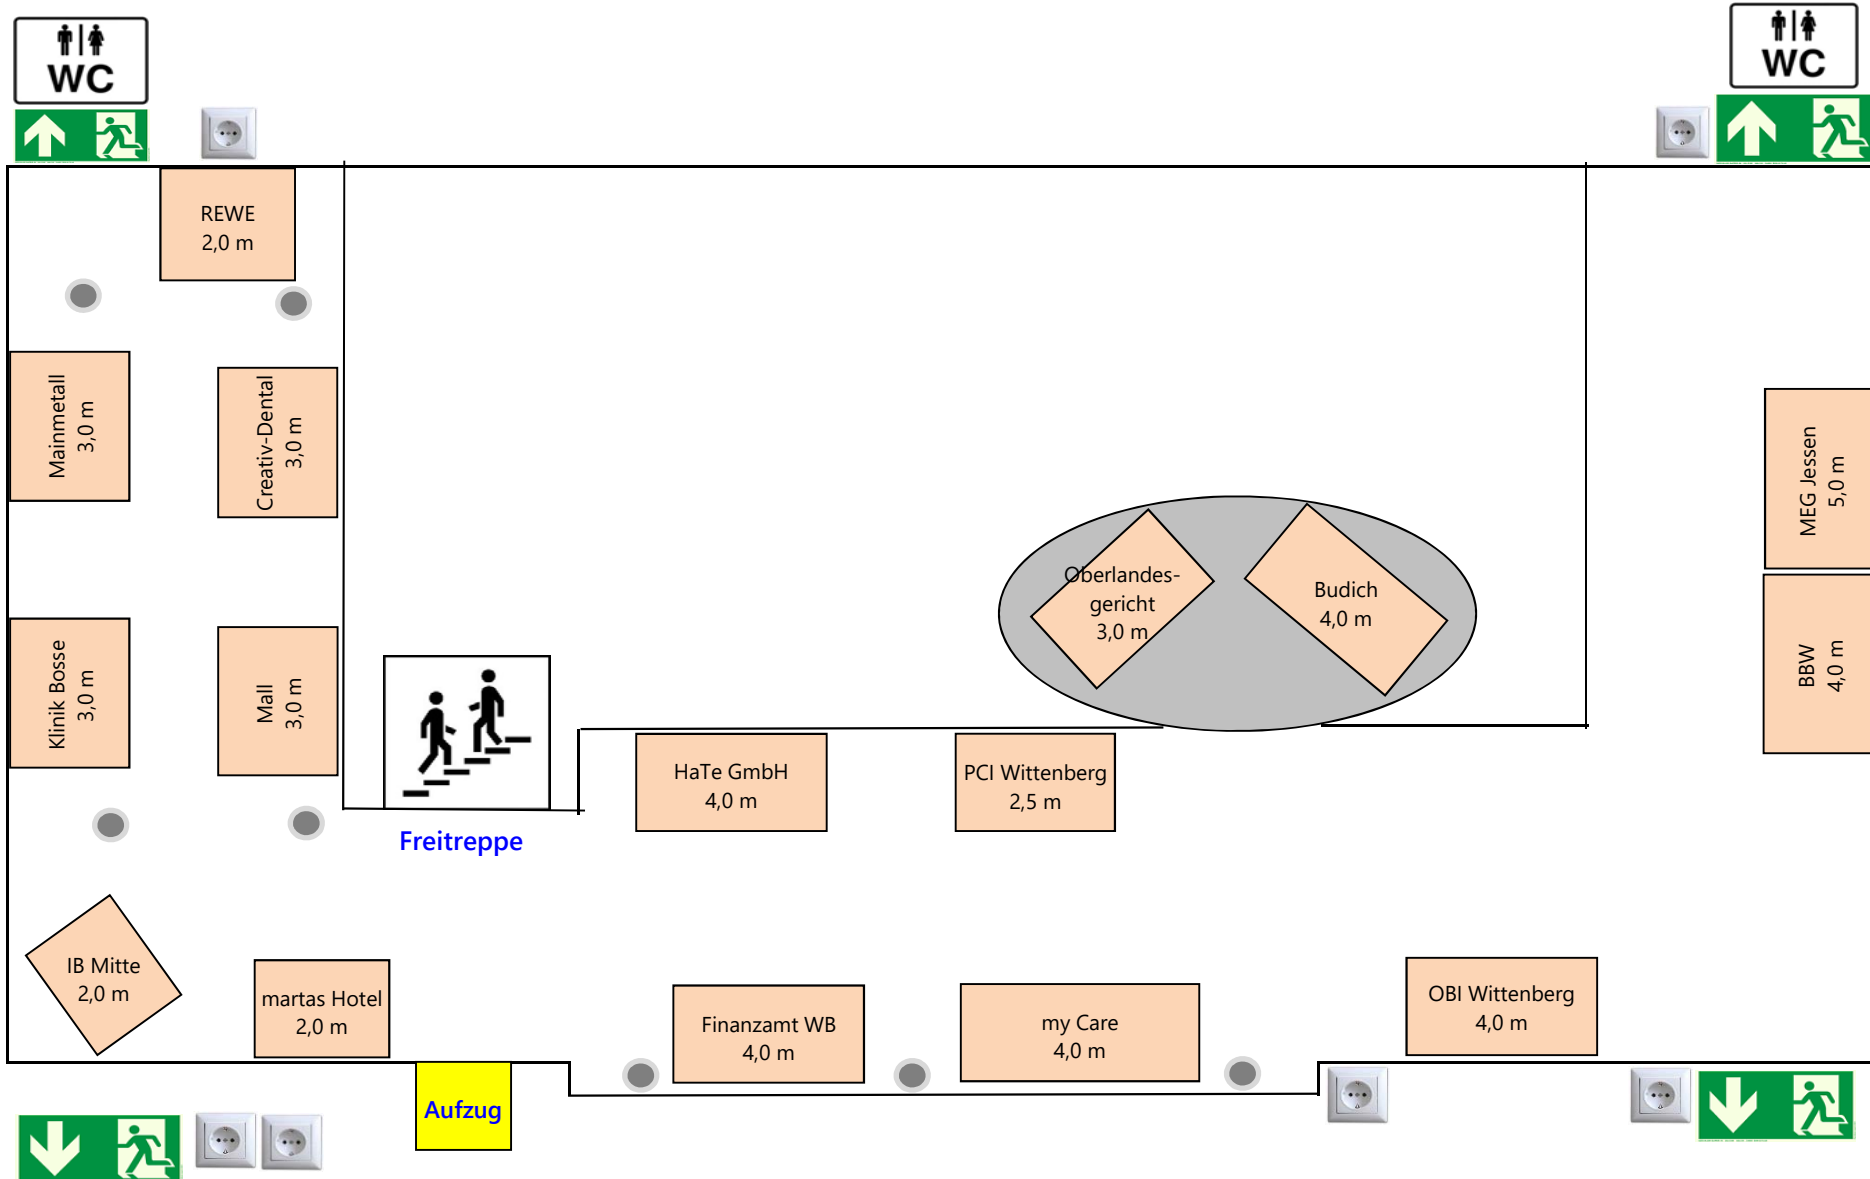 WC
WC
REWE
2,0 m
Mainmetall
3,0 m
Creativ-Dental
3,0 m
MEG Jessen
5,0 m
Oberlandes-
gericht
3,0 m
Budich
4,0 m
Klinik Bosse
3,0 m
Mall
3,0 m
BBW
4,0 m
HaTe GmbH
4,0 m
PCI Wittenberg
2,5 m
Freitreppe
IB Mitte
2,0 m
martas Hotel
2,0 m
Finanzamt WB
4,0 m
my Care
4,0 m
OBI Wittenberg
4,0 m
Aufzug